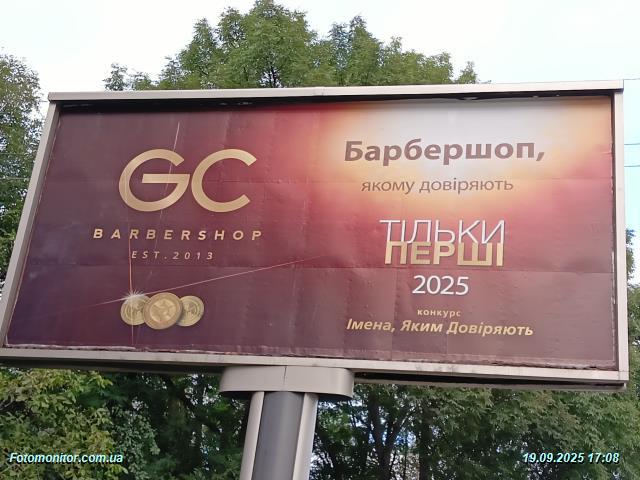 GC
BARBERSHOP
EST. 2013
Барбершоп,
якому довіряють
ТІЛЬКИ
ПЕРШІ
2025
конкурс
Імена, Яким Довіряють
Fotomonitor.com.ua
19.09.2025 17:08